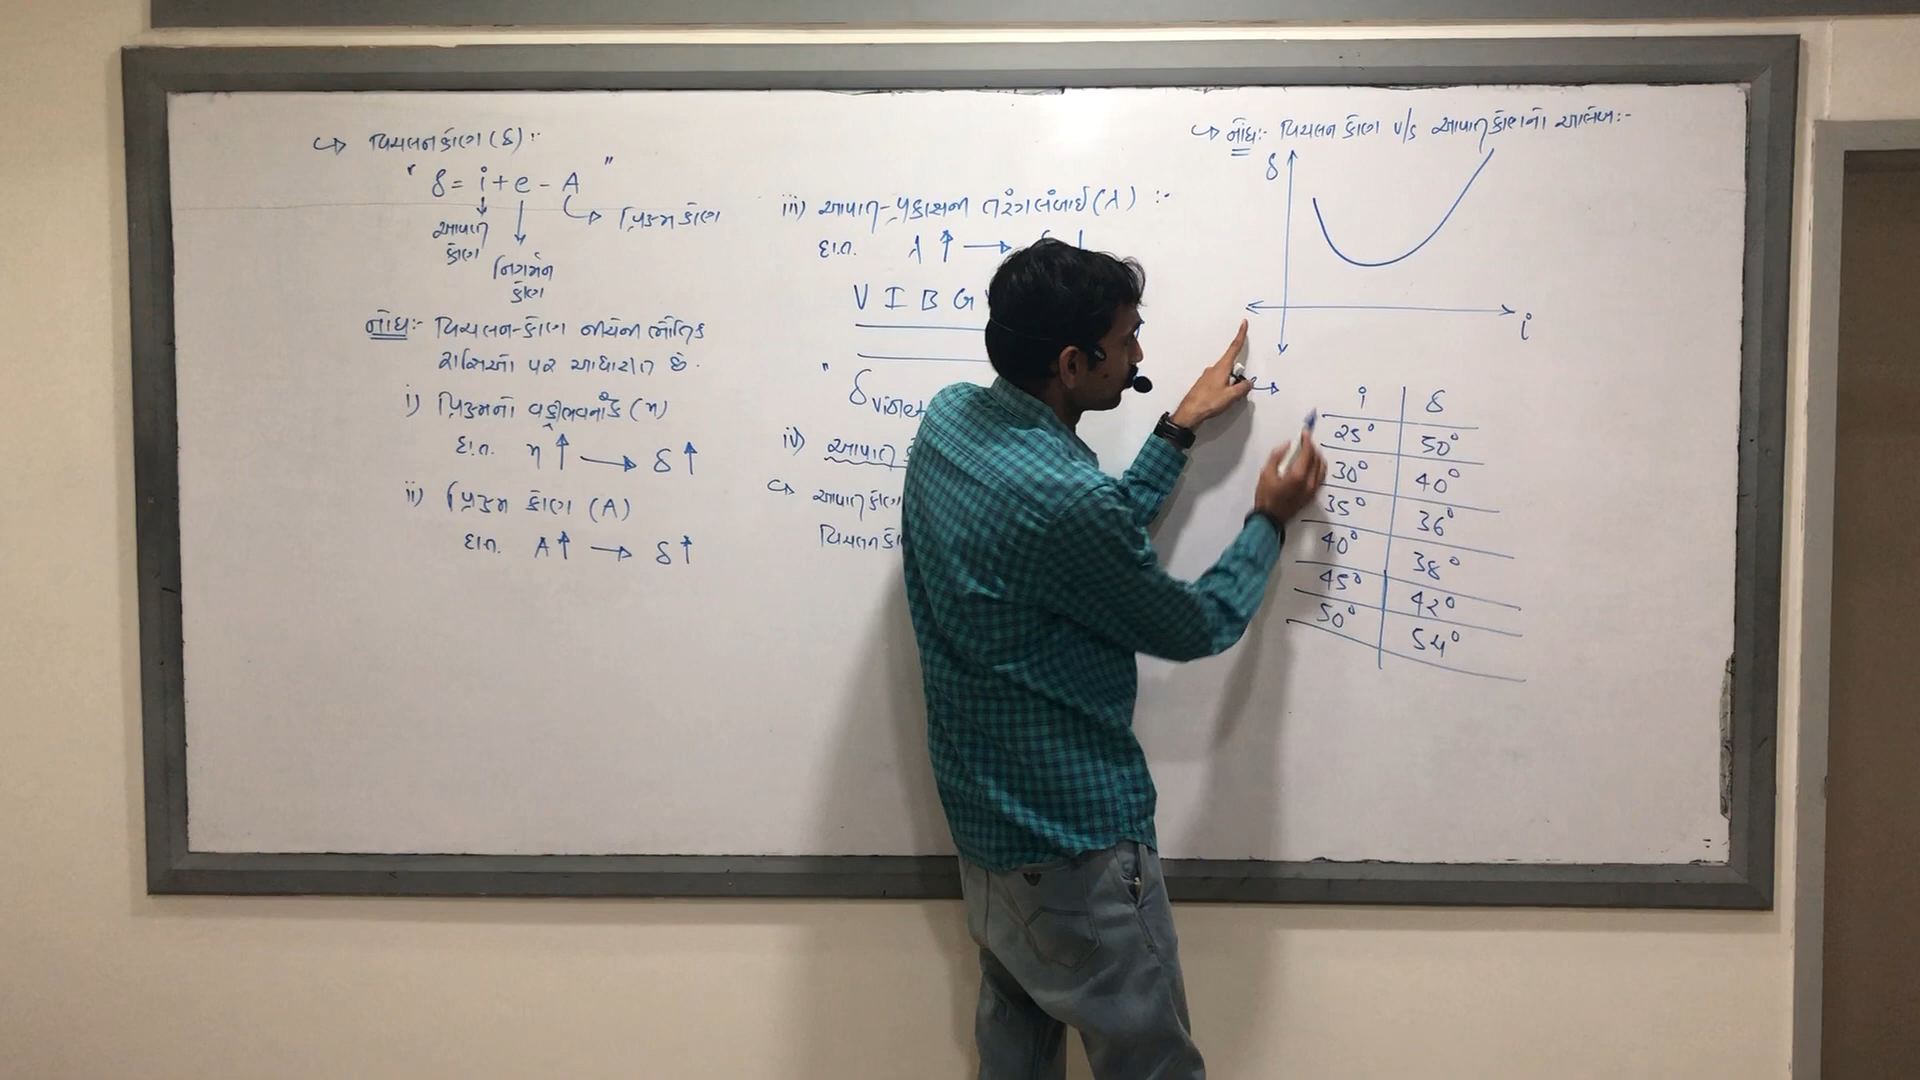 ↪ વિચલનકોણ (δ) :-
" δ = i + e - A "
આપાત કોણ
નિર્ગમન કોણ
પ્રિઝમ કોણ
નોંધ:- વિચલન-કોણ નીચેની ભૌતિક
રાશિઓ પર આધારીત છે.
i) પ્રિઝમનો વક્રીભવનાંક (n)
દા.ત. n ↑ → δ ↑
ii) પ્રિઝમ કોણ (A)
દા.ત. A ↑ → δ ↑
iii) આપાત-પ્રકાશની તરંગલંબાઈ (λ) :-
દા.ત. λ ↑ →
V I B G
" δviolet
iv) આપાત
↪ આપાતકોણ
વિચલન
↪ નોંધ:- વિચલન કોણ v/s આપાતકોણનો આલેખ:-
δ
i
i δ
25° 50°
30° 40°
35° 36°
40° 38°
45° 42°
50° 54°